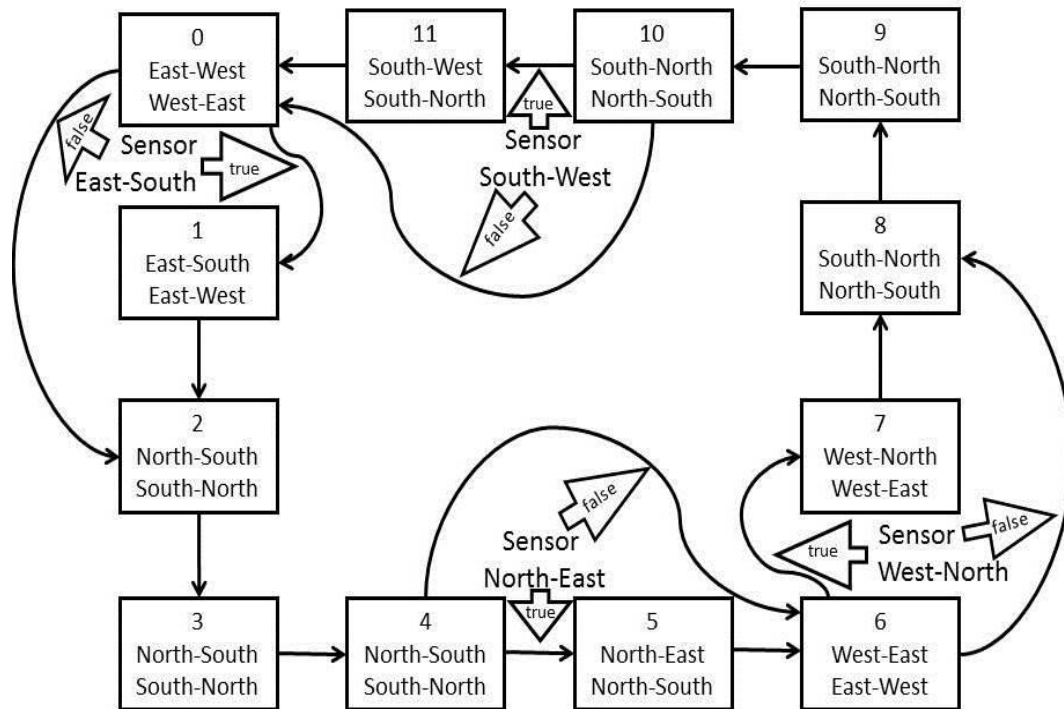 0
East-West
West-East
11
South-West
South-North
10
South-North
North-South
9
South-North
North-South
false
Sensor
East-South
true
true
Sensor
South-West
false
1
East-South
East-West
8
South-North
North-South
2
North-South
South-North
7
West-North
West-East
false
Sensor
North-East
true
true
Sensor
West-North
false
3
North-South
South-North
4
North-South
South-North
5
North-East
North-South
6
West-East
East-West